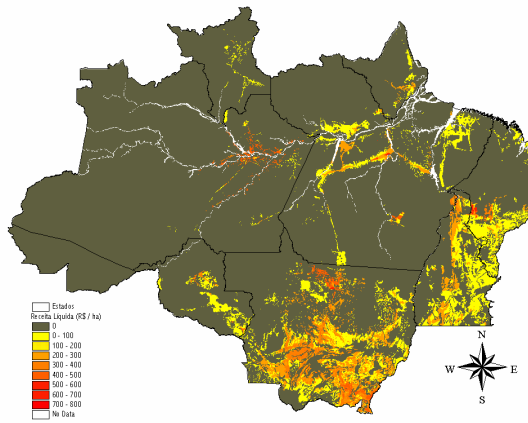 Estados
Receita Líquida (R$ / ha)
0
0 - 100
100 - 200
200 - 300
300 - 400
400 - 500
500 - 600
600 - 700
700 - 800
No Data
N
W E
S